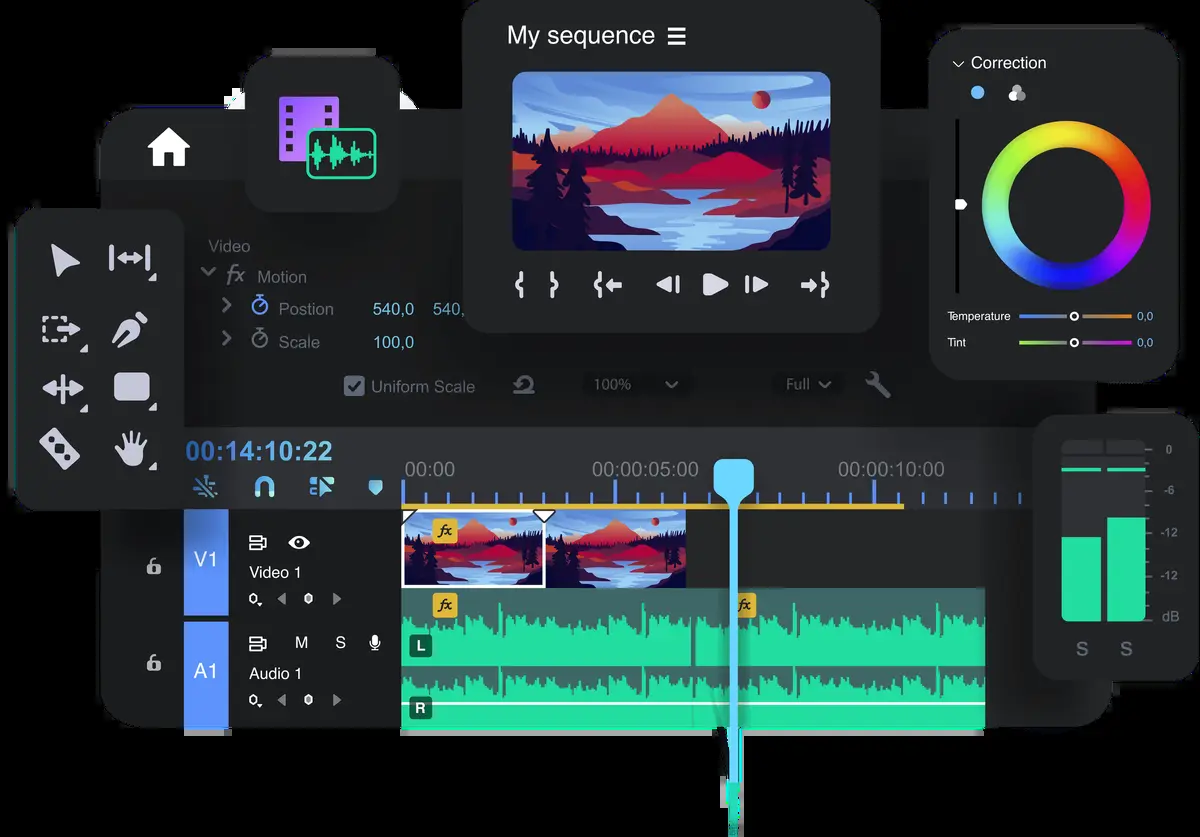 My sequence
Correction
Temperature 0,0
Tint 0,0
Video
fx Motion
Postion 540,0 540,
Scale 100,0
Uniform Scale 100% Full
00:14:10:22
00:00 00:00:05:00 00:00:10:00
V1
Video 1
fx
A1
M S
Audio 1
fx fx
L
R
0
-6
-12
-12
dB
S S